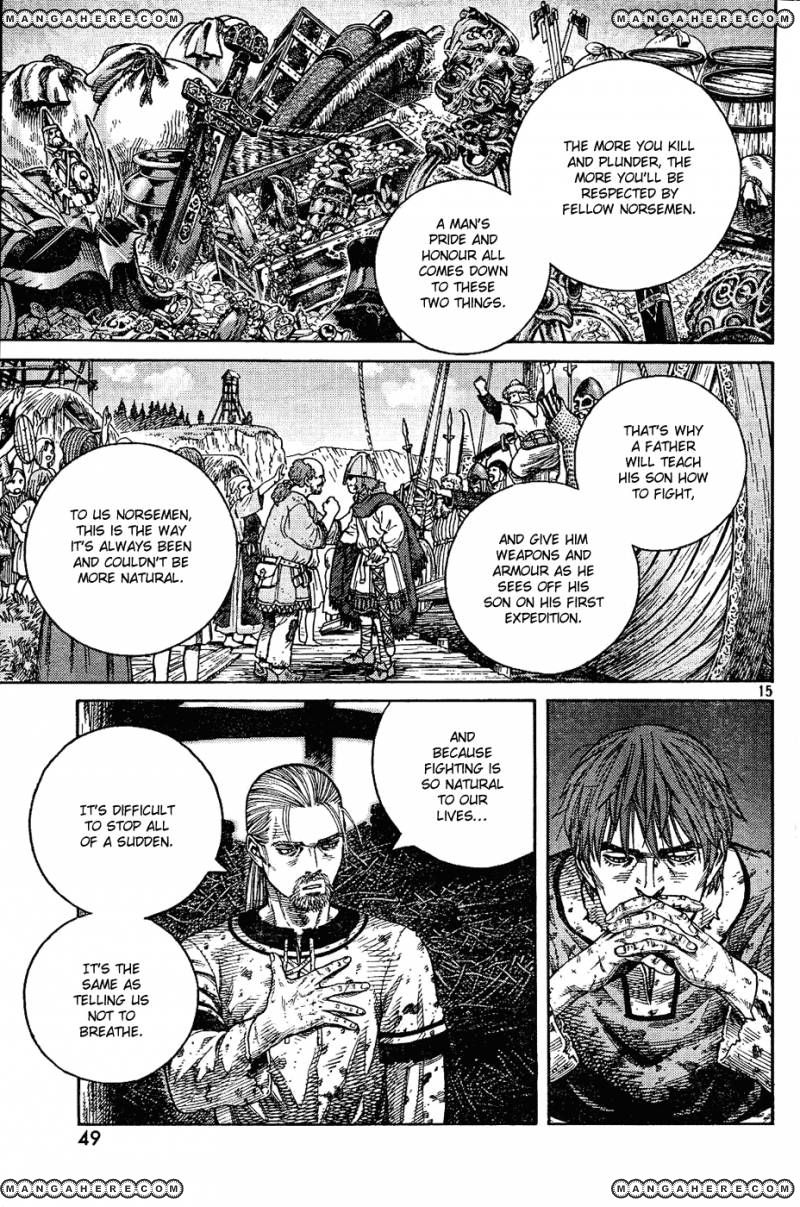 MANGAHERE.COM
MANGAHERE.COM
THE MORE YOU KILL
AND PLUNDER, THE
MORE YOU'LL BE
RESPECTED BY
FELLOW NORSEMEN.
A MAN'S
PRIDE AND
HONOUR ALL
COMES DOWN
TO THESE
TWO THINGS.
THAT'S WHY
A FATHER
WILL TEACH
HIS SON HOW
TO FIGHT,
AND GIVE HIM
WEAPONS AND
ARMOUR AS HE
SEES OFF HIS
SON ON HIS FIRST
EXPEDITION.
TO US NORSEMEN,
THIS IS THE WAY
IT'S ALWAYS BEEN
AND COULDN'T BE
MORE NATURAL.
15
AND
BECAUSE
FIGHTING IS
SO NATURAL
TO OUR
LIVES...
IT'S DIFFICULT
TO STOP ALL
OF A SUDDEN.
IT'S THE
SAME AS
TELLING US
NOT TO
BREATHE.
49
MANGAHERE.COM
MANGAHERE.COM